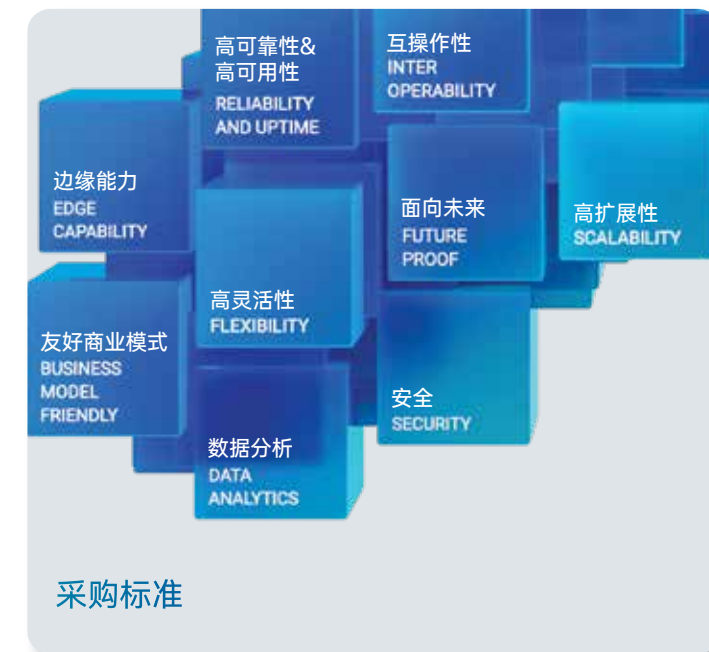 高可靠性&
高可用性
RELIABILITY
AND UPTIME
互操作性
INTER
OPERABILITY
边缘能力
EDGE
CAPABILITY
面向未来
FUTURE
PROOF
高扩展性
SCALABILITY
高灵活性
FLEXIBILITY
友好商业模式
BUSINESS
MODEL
FRIENDLY
安全
SECURITY
数据分析
DATA
ANALYTICS
采购标准